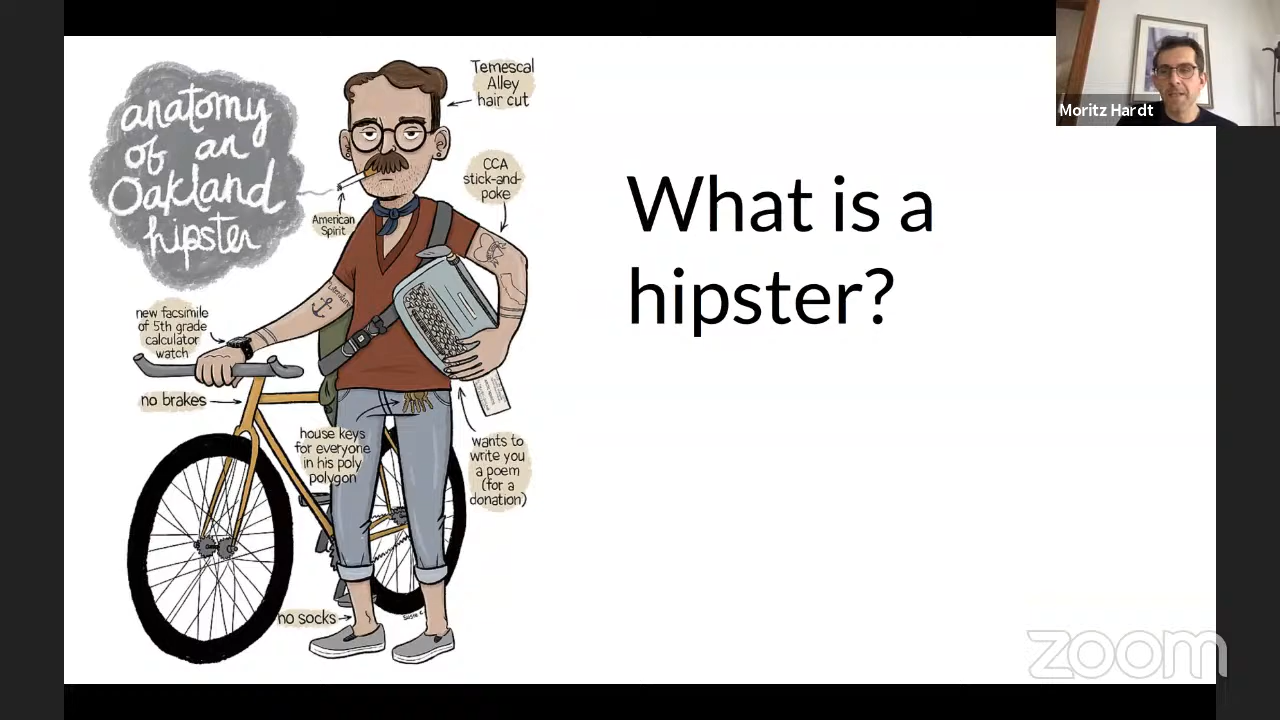 anatomy
of an
Oakland
hipster
Temescal
Alley
hair cut
CCA
stick-and-
poke
American
Spirit
new facsimile
of 5th grade
calculator
watch
no brakes
house keys
for everyone
in his poly
polygon
wants to
write you
a poem
(for a
donation)
no socks
What is a
hipster?
Moritz Hardt
zoom